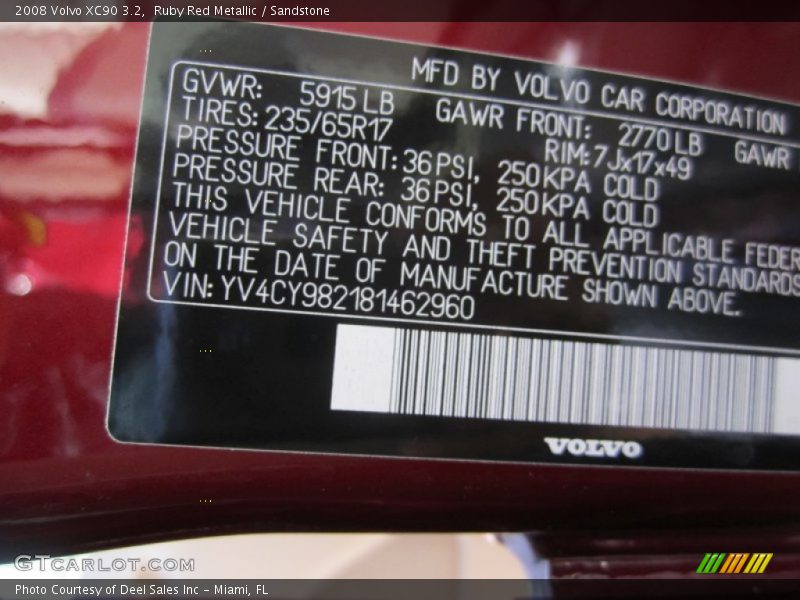 2008 Volvo XC90 3.2, Ruby Red Metallic / Sandstone
MFD BY VOLVO CAR CORPORATION
GVWR: 5915 LB GAWR FRONT: 2770 LB GAWR
TIRES: 235/65R17 RIM: 7Jx17x49
PRESSURE FRONT: 36 PSI, 250 KPA COLD
PRESSURE REAR: 36 PSI, 250 KPA COLD
THIS VEHICLE CONFORMS TO ALL APPLICABLE FEDER
VEHICLE SAFETY AND THEFT PREVENTION STANDARDS
ON THE DATE OF MANUFACTURE SHOWN ABOVE.
VIN: YV4CY982181462960
VOLVO
GTCarLot.com
Photo Courtesy of Deel Sales Inc - Miami, FL